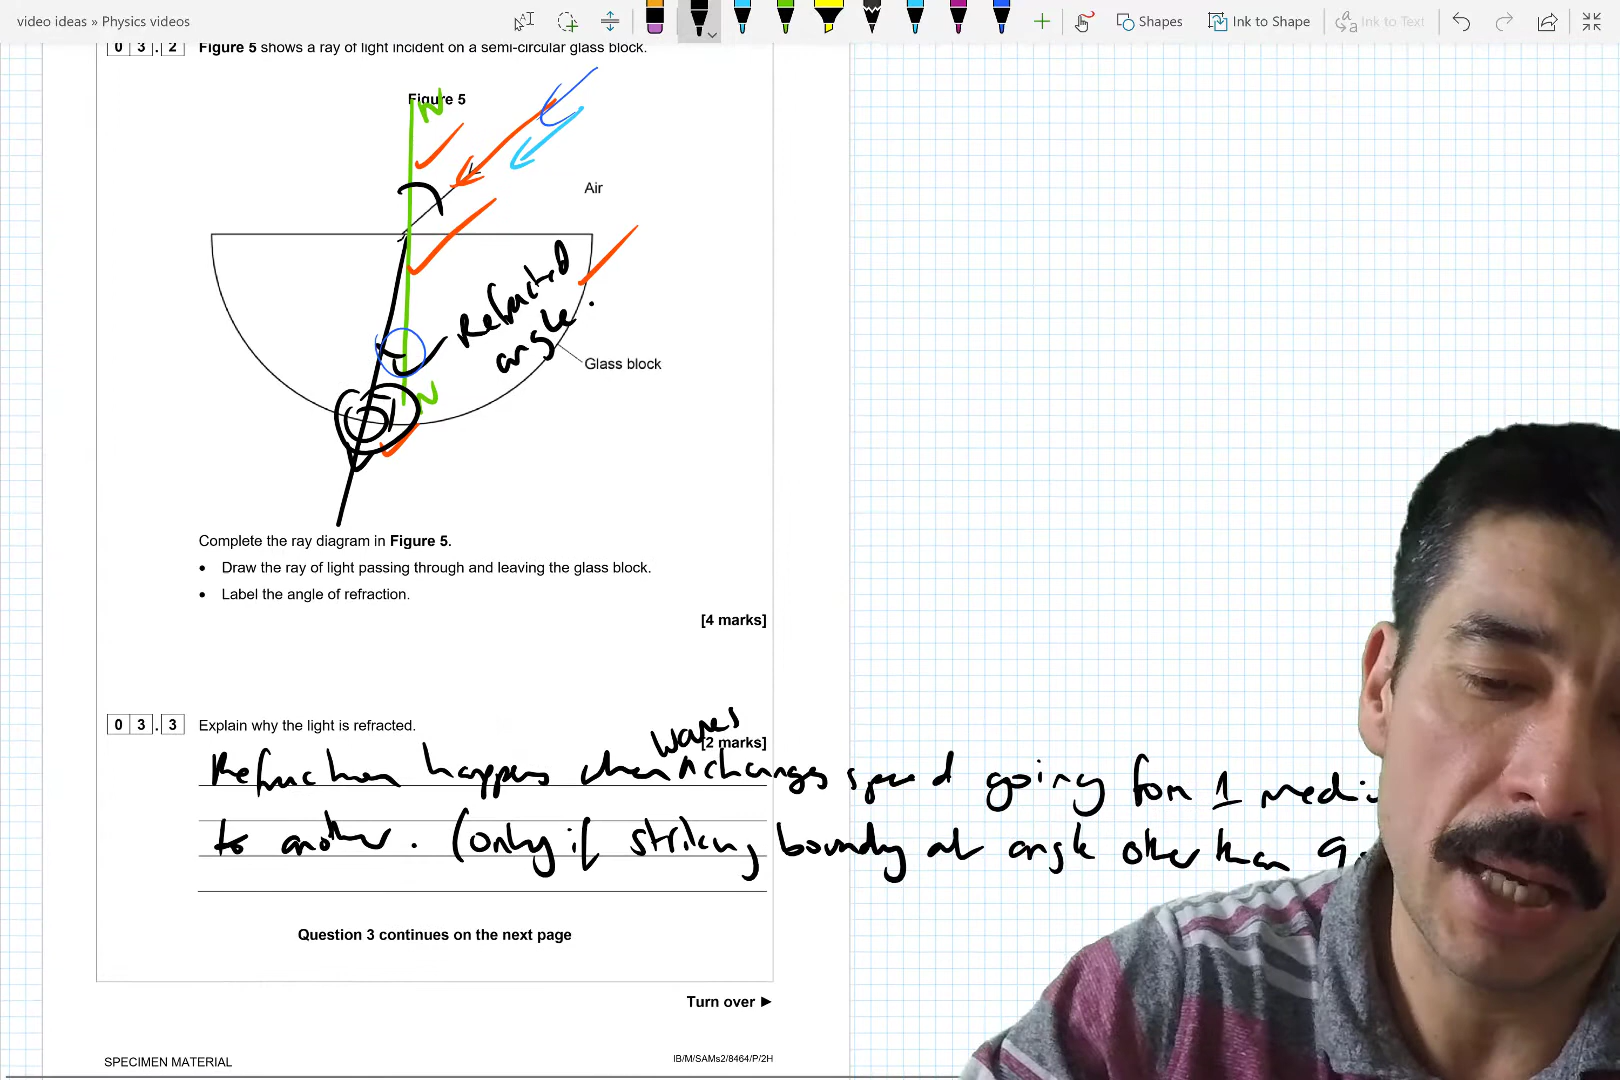 video ideas » Physics videos
Shapes
Ink to Shape
Ink to Text
0 3 . 2 Figure 5 shows a ray of light incident on a semi-circular glass block.
Figure 5
N
Air
Refracted
angle.
Glass block
N
Complete the ray diagram in Figure 5.
• Draw the ray of light passing through and leaving the glass block.
• Label the angle of refraction.
[4 marks]
0 3 . 3 Explain why the light is refracted.
[2 marks]
waves
Refraction happens when ^ changes speed going from 1
to another. (only if striking boundary at angle other than
Question 3 continues on the next page
Turn over ►
SPECIMEN MATERIAL
IB/M/SAMs2/8464/P/2H